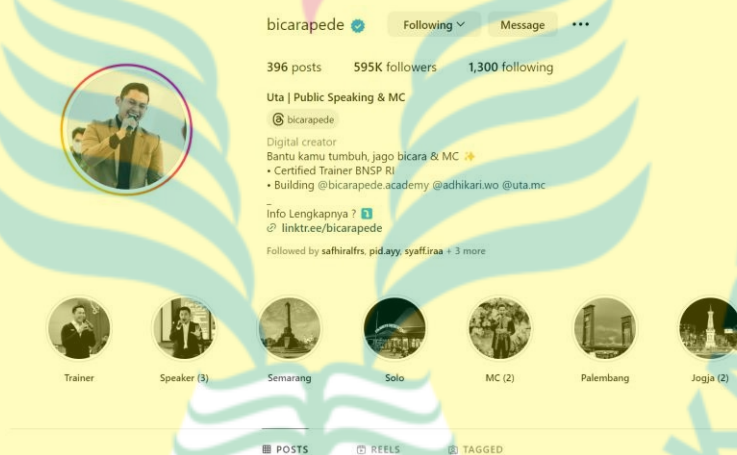 bicarapede Following Message
396 posts 595K followers 1,300 following
Uta | Public Speaking & MC
bicarapede
Digital creator
Bantu kamu tumbuh, jago bicara & MC ✨
• Certified Trainer BNSP RI
• Building @bicarapede.academy @adhikari.wo @uta.mc
_
Info Lengkapnya ? ⤵️
linktr.ee/bicarapede
Followed by safhiralfrs, pid.ayy, syaff.iraa + 3 more
Trainer Speaker (3) Semarang Solo MC (2) Palembang Jogja (2)
POSTS REELS TAGGED